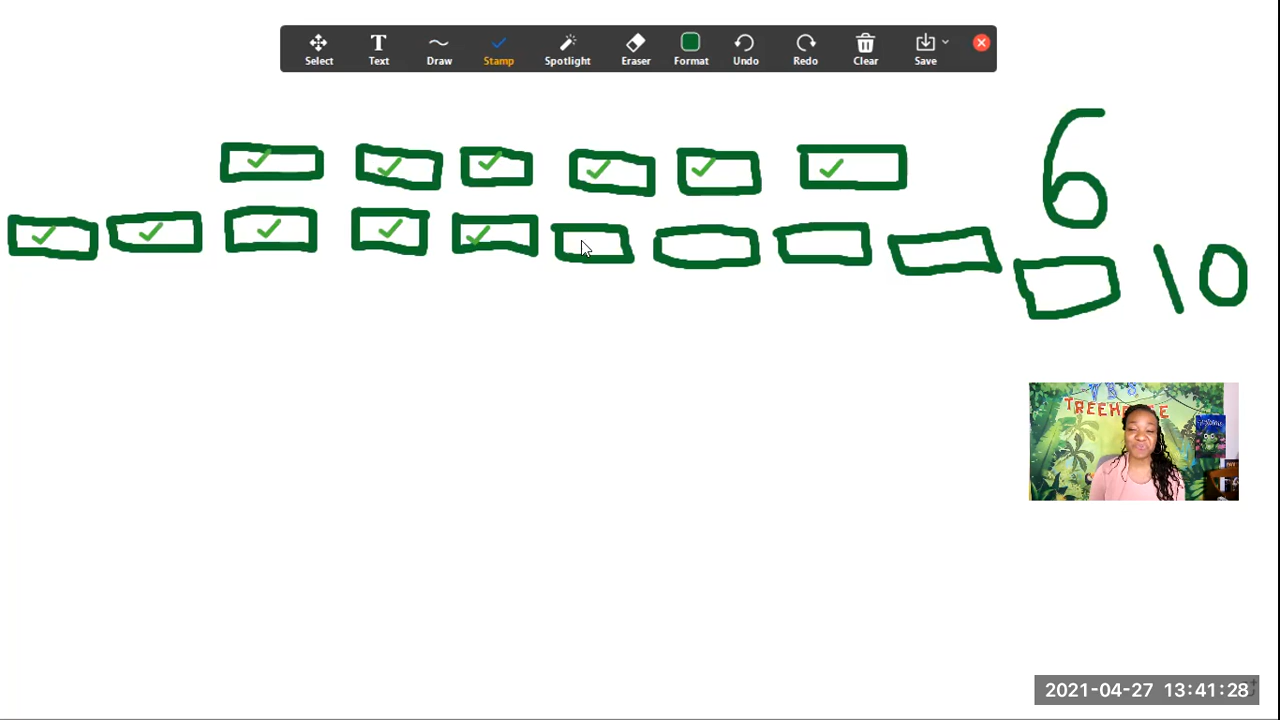 Select Text Draw Stamp Spotlight Eraser Format Undo Redo Clear Save
6
10
TREEHOUSE
2021-04-27 13:41:28